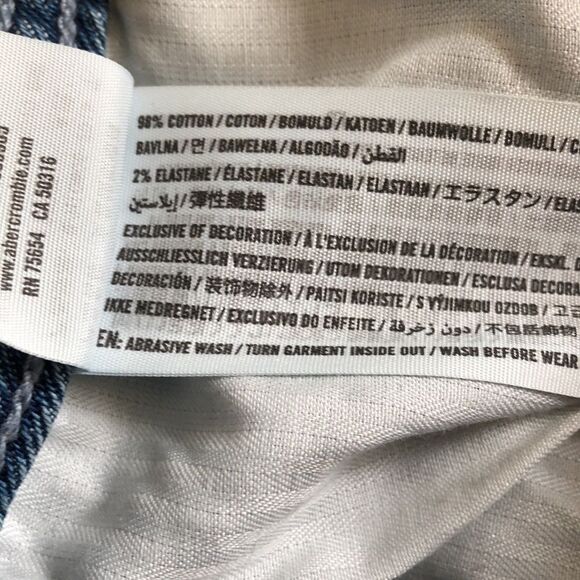 www.abercrombie.com
RN 75654 CA 50316
98% COTTON / COTON / BOMULD / KATOEN / BAUMWOLLE / BOMULL /
BAVLNA / 면 / BAWEŁNA / ALGODÃO / القطن /
2% ELASTANE / ÉLASTANE / ELASTAN / ELASTAAN / エラスタン /
إيلاستين / 彈性纖維
EXCLUSIVE OF DECORATION / À L'EXCLUSION DE LA DÉCORATION / EKSKL.
AUSSCHLIESSLICH VERZIERUNG / UTOM DEKORATIONEN / ESCLUSA
DECORACIÓN / 装飾物除外 / PAITSI KORISTE / S VÝJIMKOU OZDOB /
IKKE MEDREGNET / EXCLUSIVO DO ENFEITE / دون زخرفة / 不包括飾物
EN: ABRASIVE WASH / TURN GARMENT INSIDE OUT / WASH BEFORE WEAR